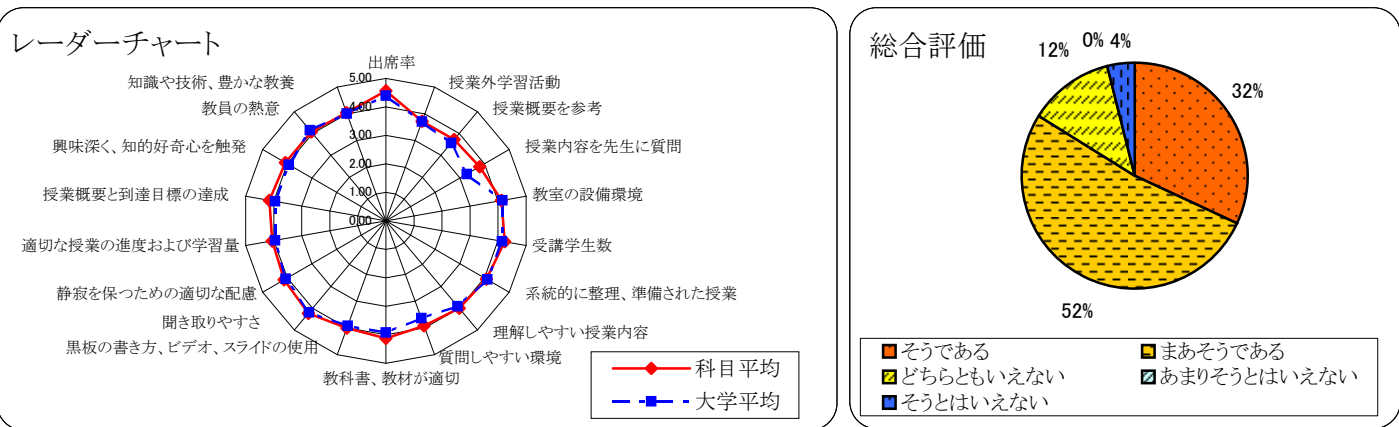 レーダーチャート
出席率
授業外学習活動
授業概要を参考
授業内容を先生に質問
教室の設備環境
受講学生数
系統的に整理、準備された授業
理解しやすい授業内容
質問しやすい環境
教科書、教材が適切
黒板の書き方、ビデオ、スライドの使用
聞き取りやすさ
静寂を保つための適切な配慮
適切な授業の進度および学習量
授業概要と到達目標の達成
興味深く、知的好奇心を触発
教員の熱意
知識や技術、豊かな教養
5.00
4.00
3.00
2.00
1.00
0.00
科目平均
大学平均
総合評価
32%
52%
12%
0%
4%
そうである
まあそうである
どちらともいえない
あまりそうとはいえない
そうとはいえない